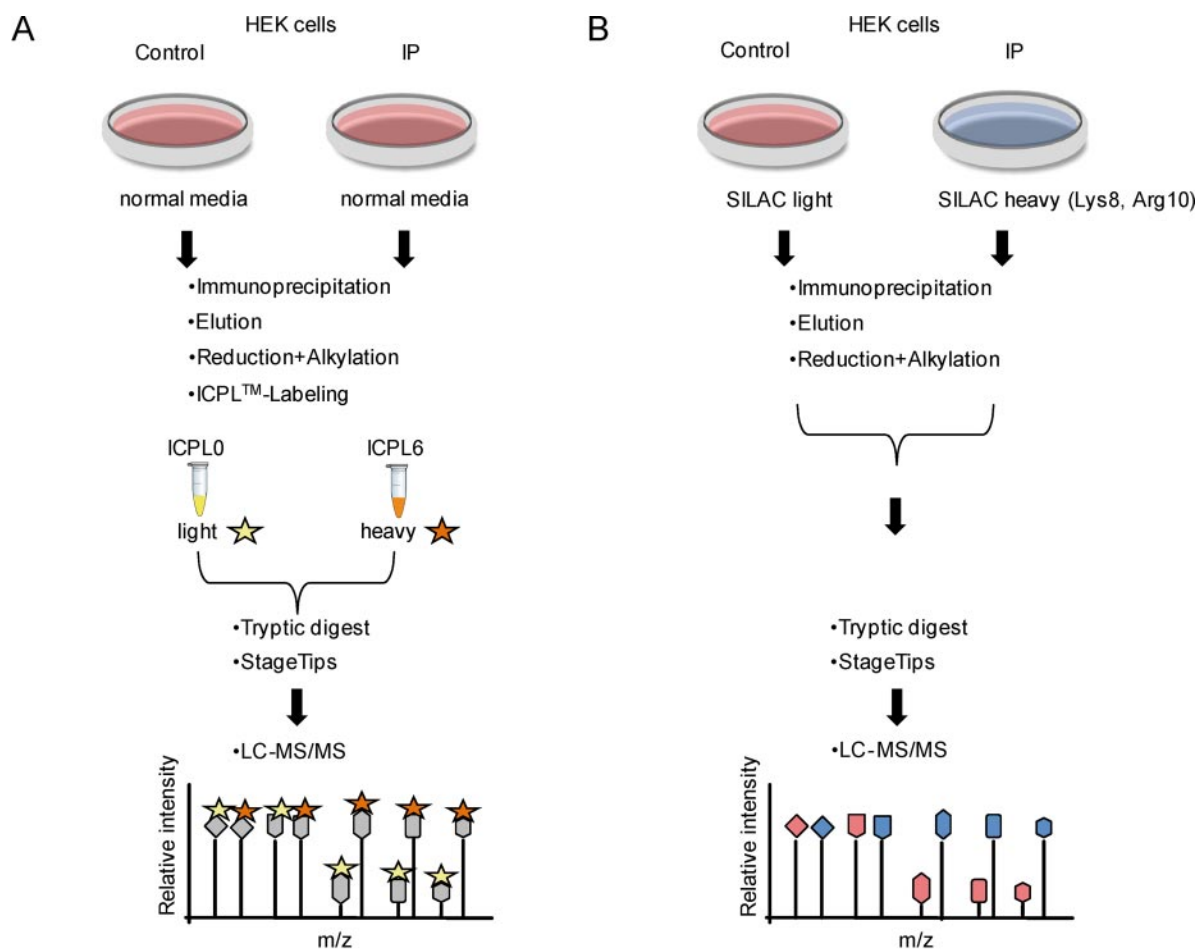 A
HEK cells
Control
IP
normal media
normal media
•Immunoprecipitation
•Elution
•Reduction+Alkylation
•ICPL™-Labeling
ICPL0
ICPL6
light
heavy
•Tryptic digest
•StageTips
•LC-MS/MS
Relative intensity
m/z
B
HEK cells
Control
IP
SILAC light
SILAC heavy (Lys8, Arg10)
•Immunoprecipitation
•Elution
•Reduction+Alkylation
•Tryptic digest
•StageTips
•LC-MS/MS
Relative intensity
m/z